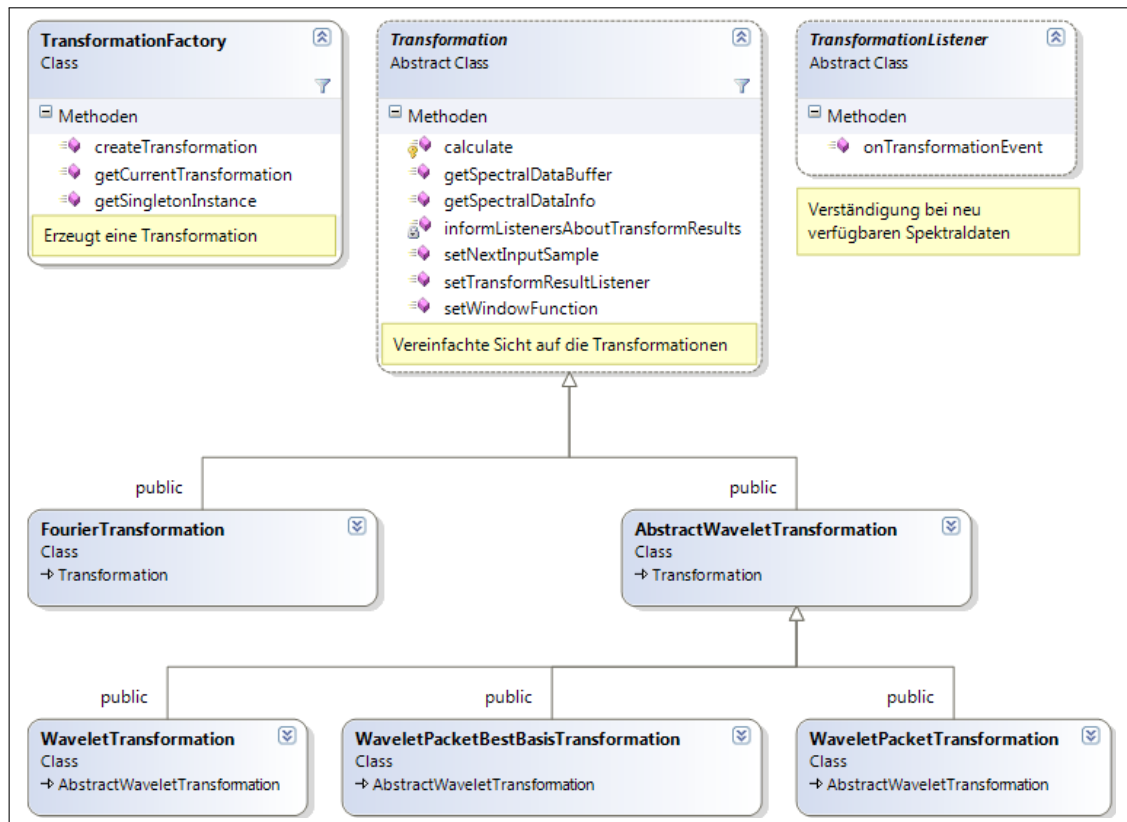 TransformationFactory
Class
Methoden
createTransformation
getCurrentTransformation
getSingletonInstance
Erzeugt eine Transformation
Transformation
Abstract Class
Methoden
calculate
getSpectralDataBuffer
getSpectralDataInfo
informListenersAboutTransformResults
setNextInputSample
setTransformResultListener
setWindowFunction
Vereinfachte Sicht auf die Transformationen
TransformationListener
Abstract Class
Methoden
onTransformationEvent
Verständigung bei neu
verfügbaren Spektraldaten
public
public
FourierTransformation
Class
Transformation
AbstractWaveletTransformation
Class
Transformation
public
public
public
WaveletTransformation
Class
AbstractWaveletTransformation
WaveletPacketBestBasisTransformation
Class
AbstractWaveletTransformation
WaveletPacketTransformation
Class
AbstractWaveletTransformation